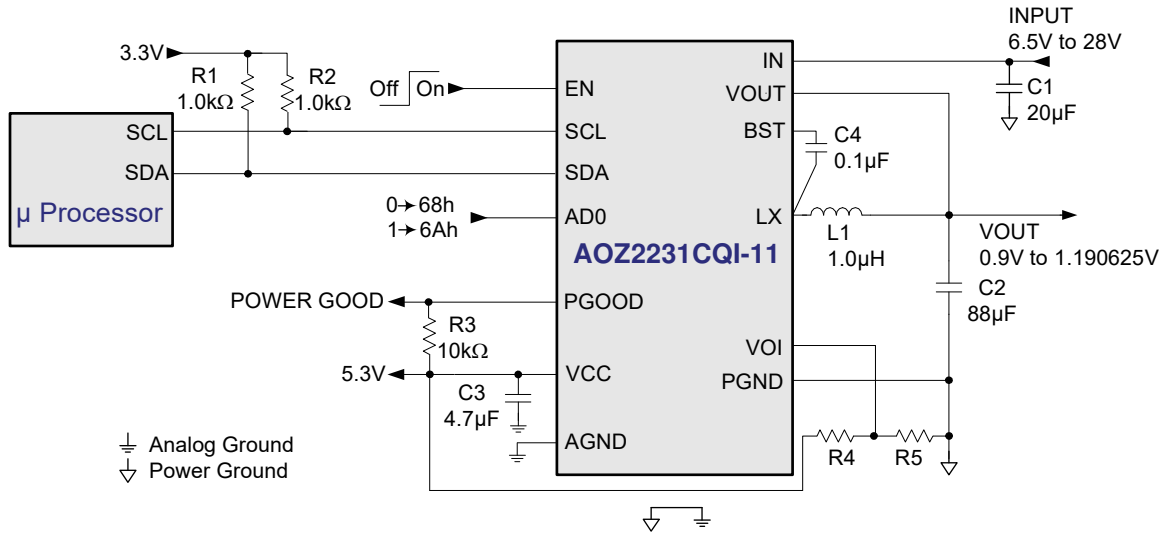 INPUT
6.5V to 28V
3.3V
R1
1.0kΩ
R2
1.0kΩ
Off
On
EN
IN
VOUT
C1
20µF
SCL
SCL
BST
C4
0.1µF
SDA
SDA
µ Processor
0→68h
1→6Ah
AD0
LX
L1
1.0µH
VOUT
0.9V to 1.190625V
AOZ2231CQI-11
C2
88µF
POWER GOOD
PGOOD
R3
10kΩ
VOI
5.3V
VCC
PGND
C3
4.7µF
AGND
R4
R5
Analog Ground
Power Ground